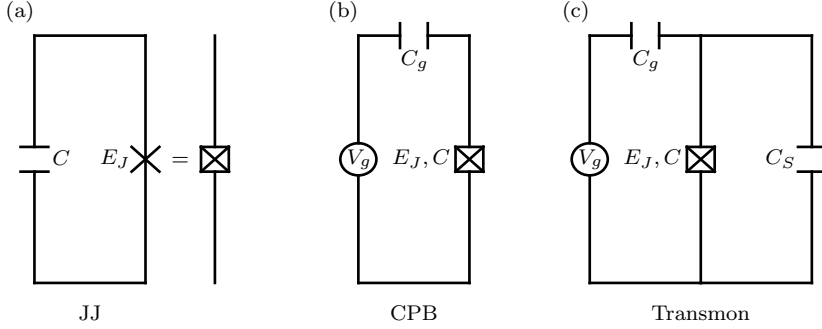 (a)
C
E_J
=
JJ
(b)
C_g
V_g
E_J, C
CPB
(c)
C_g
V_g
E_J, C
C_S
Transmon